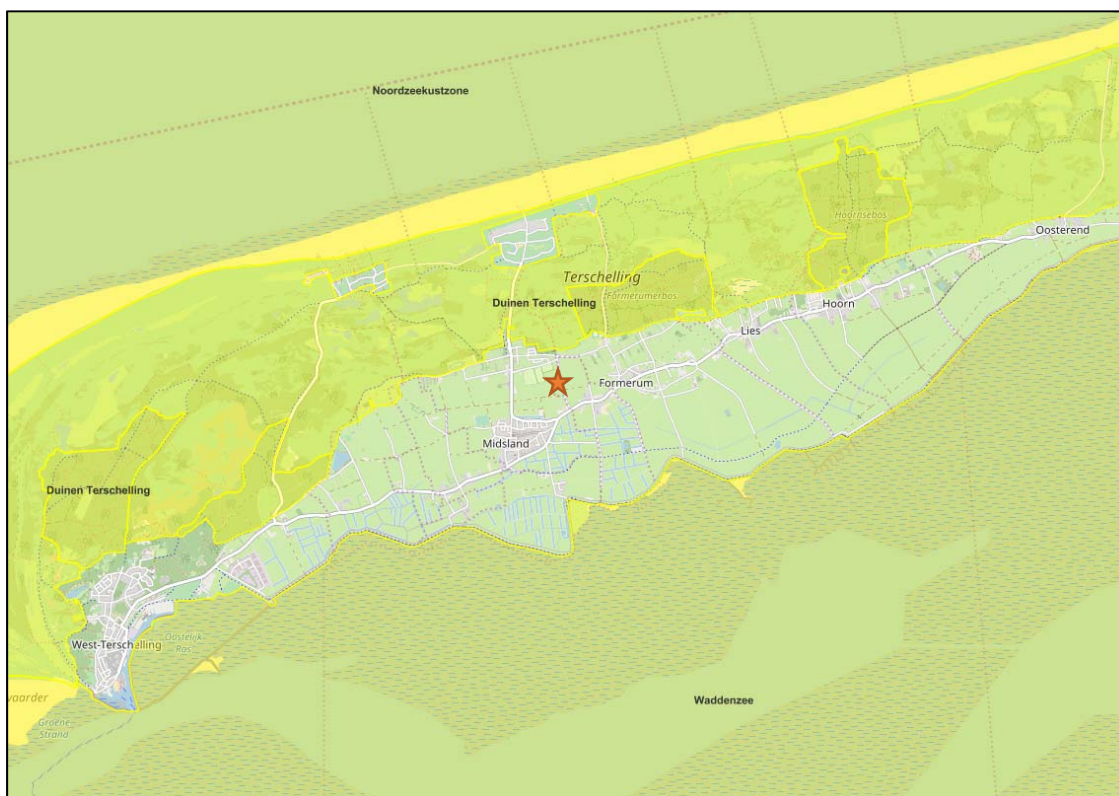 Noordzeekustzone
Hoornsebos
Oosterend
Terschelling
Formerumerbos
Duinen Terschelling
Hoorn
Lies
Formerum
Midsland
Duinen Terschelling
West-Terschelling
Oostelijk
Ras
vaarder
Groene
Strand
Waddenzee